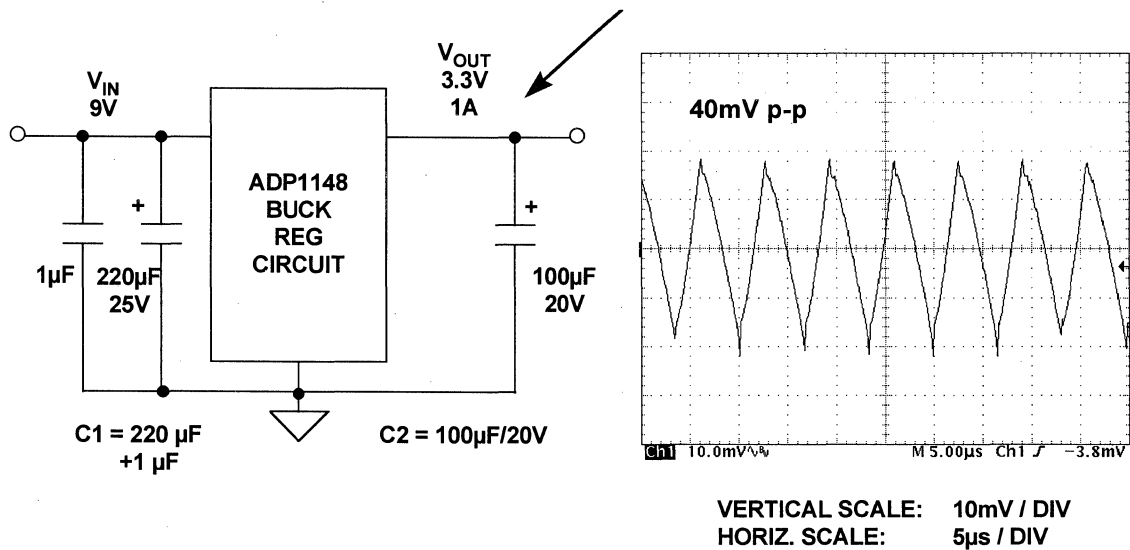 V_IN
9V
V_OUT
3.3V
1A
+
+
1µF
220µF
25V
ADP1148
BUCK
REG
CIRCUIT
100µF
20V
C1 = 220 µF
+1 µF
C2 = 100µF/20V
40mV p-p
Ch1 10.0mV
M 5.00µs Ch1 -3.8mV
VERTICAL SCALE: 10mV / DIV
HORIZ. SCALE: 5µs / DIV